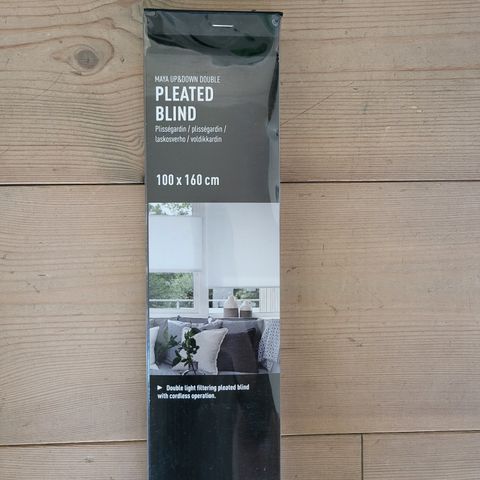 MAYA UP&DOWN DOUBLE
PLEATED
BLIND
Plisségardin / plisségardin /
laskosverho / voldikkardin
100 x 160 cm
► Double light filtering pleated blind
with cordless operation.